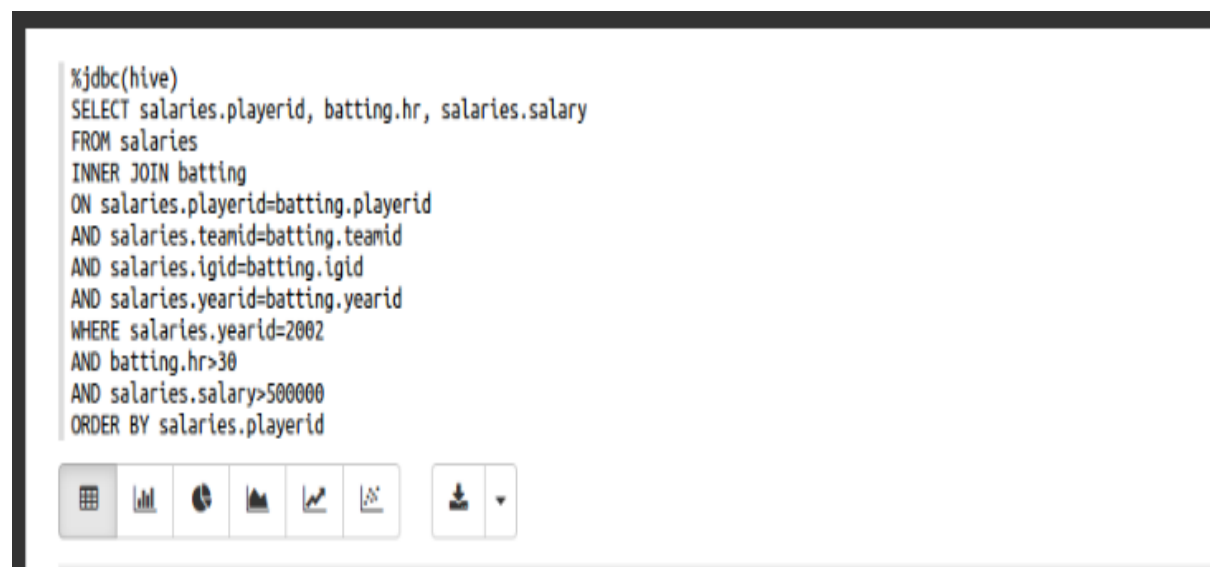 %jdbc(hive)
SELECT salaries.playerid, batting.hr, salaries.salary
FROM salaries
INNER JOIN batting
ON salaries.playerid=batting.playerid
AND salaries.teamid=batting.teamid
AND salaries.igid=batting.igid
AND salaries.yearid=batting.yearid
WHERE salaries.yearid=2002
AND batting.hr>30
AND salaries.salary>500000
ORDER BY salaries.playerid